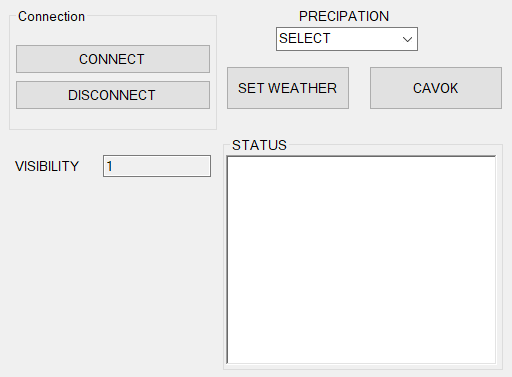 Connection
CONNECT
DISCONNECT
PRECIPATION
SELECT
SET WEATHER
CAVOK
VISIBILITY
1
STATUS